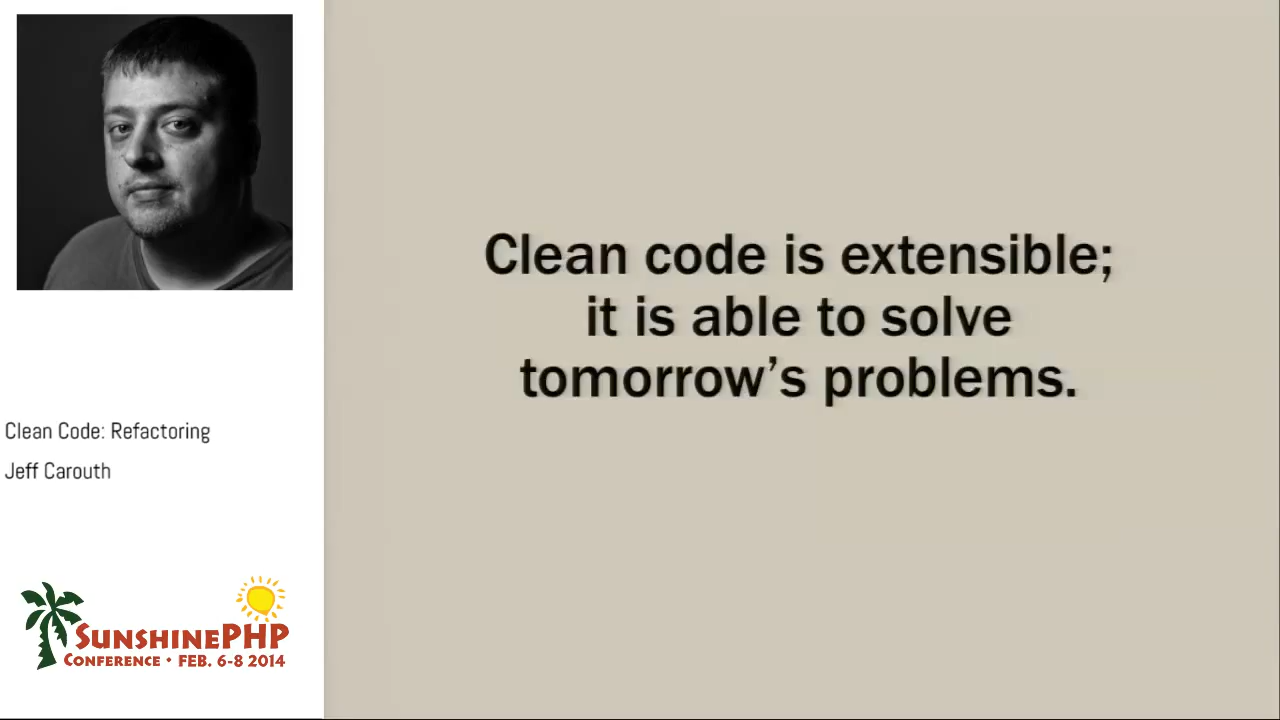 Clean code is extensible;
it is able to solve
tomorrow’s problems.
Clean Code: Refactoring
Jeff Carouth
SUNSHINEPHP
CONFERENCE • FEB. 6-8 2014